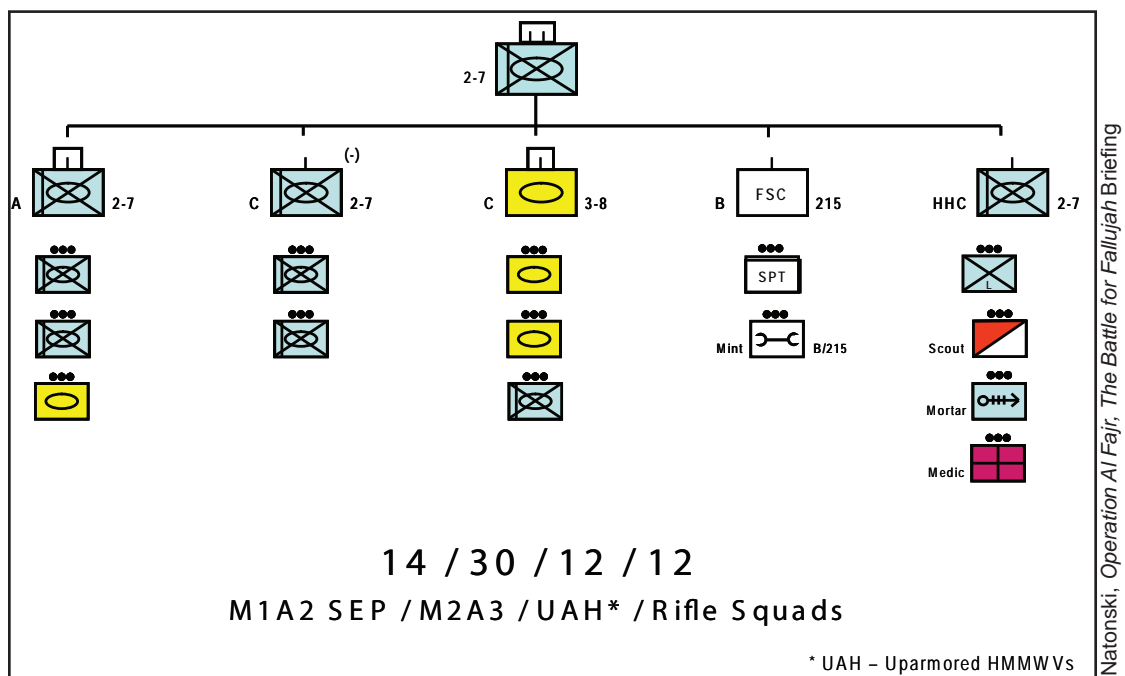 2-7
(-)
A 2-7
C 2-7
C 3-8
B FSC 215
HHC 2-7
SPT
L
Mint B/215
Scout
Mortar
Medic
14 / 30 / 12 / 12
M1A2 SEP / M2A3 / UAH* / Rifle Squads
* UAH – Uparmored HMMWVs
Natonski, Operation Al Fajr, The Battle for Fallujah Briefing